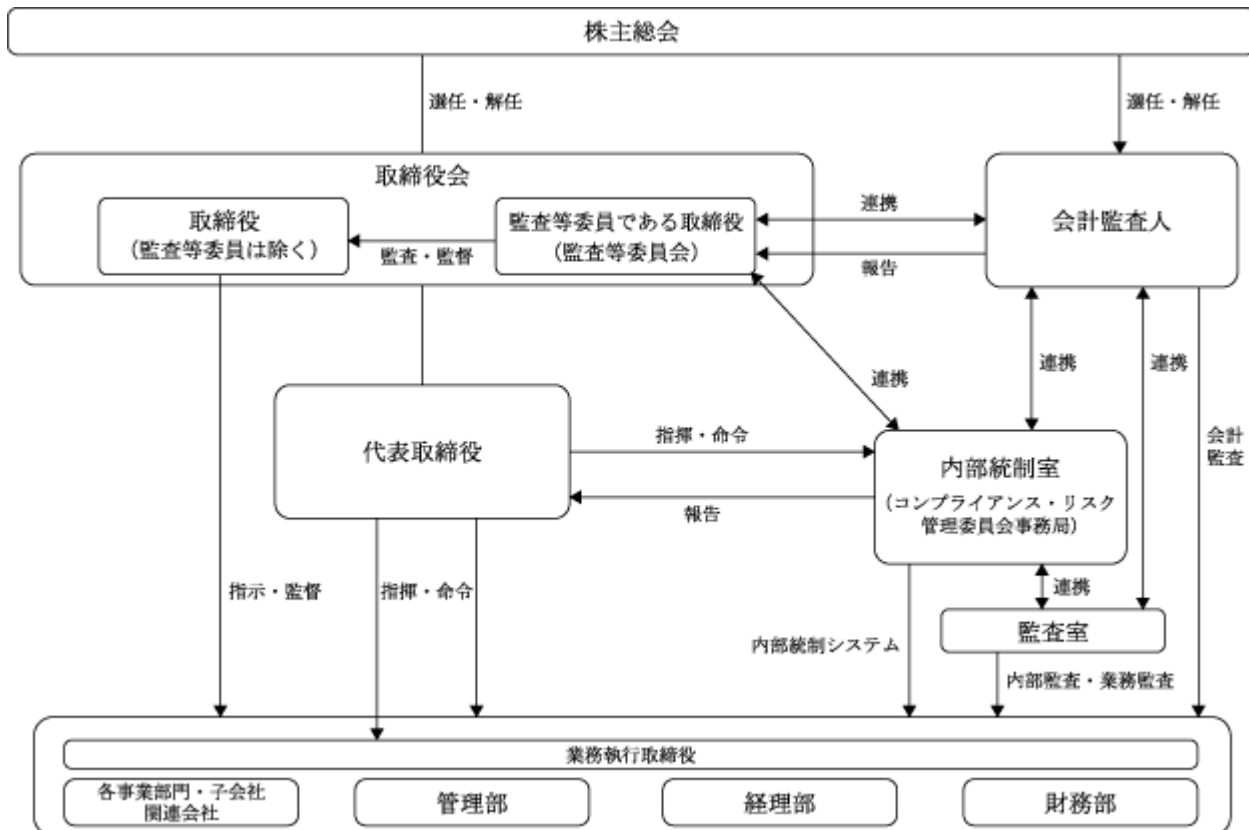 株主総会
選任・解任
選任・解任
取締役会
取締役
(監査等委員は除く)
監査・監督
監査等委員である取締役
(監査等委員会)
連携
報告
会計監査人
連携
連携
連携
会計
監査
代表取締役
指揮・命令
報告
内部統制室
(コンプライアンス・リスク
管理委員会事務局)
指示・監督
指揮・命令
連携
内部統制システム
監査室
内部監査・業務監査
業務執行取締役
各事業部門・子会社
関連会社
管理部
経理部
財務部